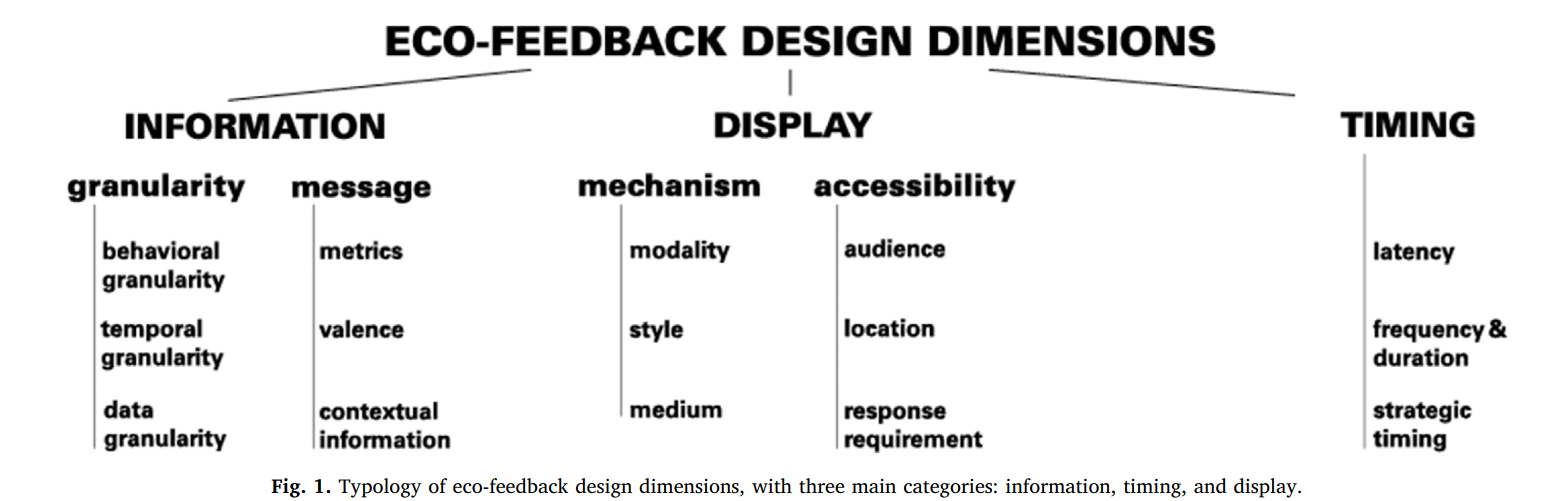 ECO-FEEDBACK DESIGN DIMENSIONS
INFORMATION
granularity
behavioral
granularity
temporal
granularity
data
granularity
message
metrics
valence
contextual
information
DISPLAY
mechanism
modality
style
medium
accessibility
audience
location
response
requirement
TIMING
latency
frequency &
duration
strategic
timing
Fig. 1. Typology of eco-feedback design dimensions, with three main categories: information, timing, and display.